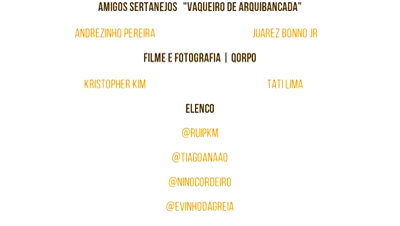 AMIGOS SERTANEJOS "VAQUEIRO DE ARQUIBANCADA"
ANDREZINHO PEREIRA JUAREZ BONNO JR
FILME E FOTOGRAFIA | QORPO
KRISTOPHER KIM TATI LIMA
ELENCO
@RUIPKM
@TIAGOANAAO
@NINOCORDEIRO
@EVINHODAGREIA